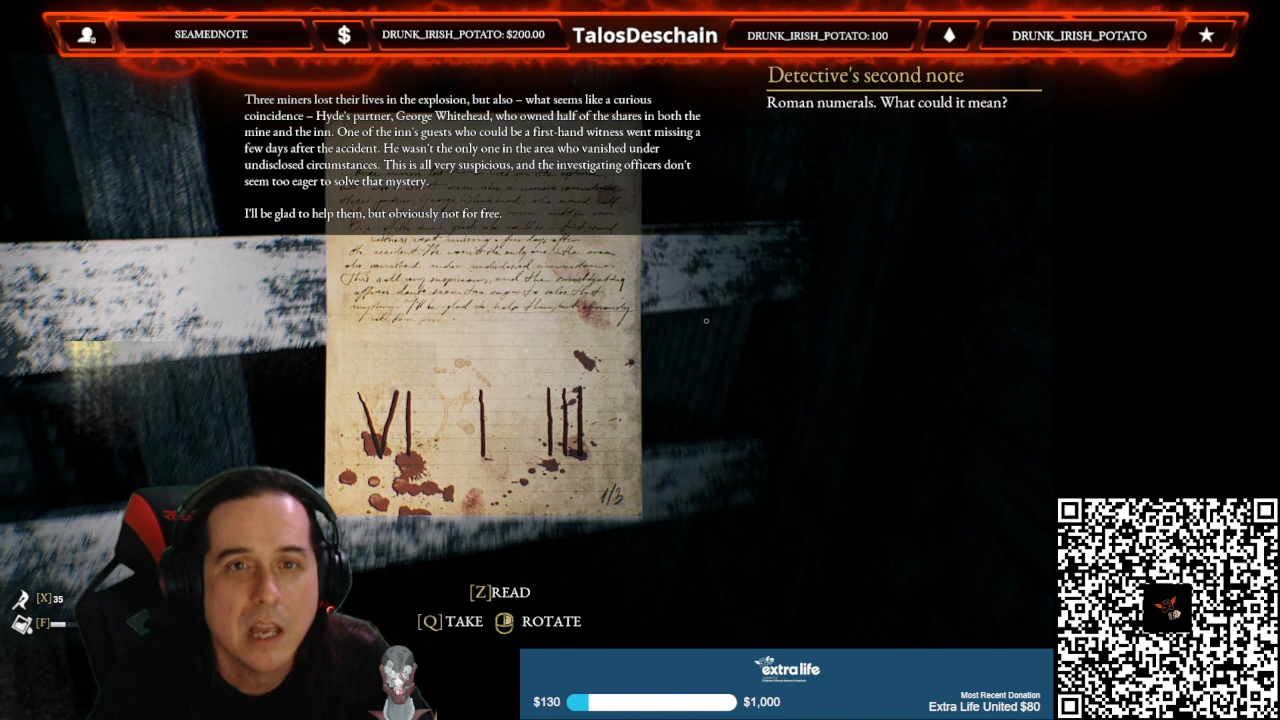 SEAMEDNOTE
$
DRUNK_IRISH_POTATO: $200.00
TalosDeschain
DRUNK_IRISH_POTATO: 100
DRUNK_IRISH_POTATO
Detective's second note
Roman numerals. What could it mean?
Three miners lost their lives in the explosion, but also – what seems like a curious
coincidence – Hyde's partner, George Whitehead, who owned half of the shares in both the
mine and the inn. One of the inn's guests who could be a first-hand witness went missing a
few days after the accident. He wasn't the only one in the area who vanished under
undisclosed circumstances. This is all very suspicious, and the investigating officers don't
seem too eager to solve that mystery.
I'll be glad to help them, but obviously not for free.
VI I III
1/3
[X] 35
[F]
[Z]READ
[Q] TAKE ROTATE
extra life
$130 $1,000
Most Recent Donation
Extra Life United $80